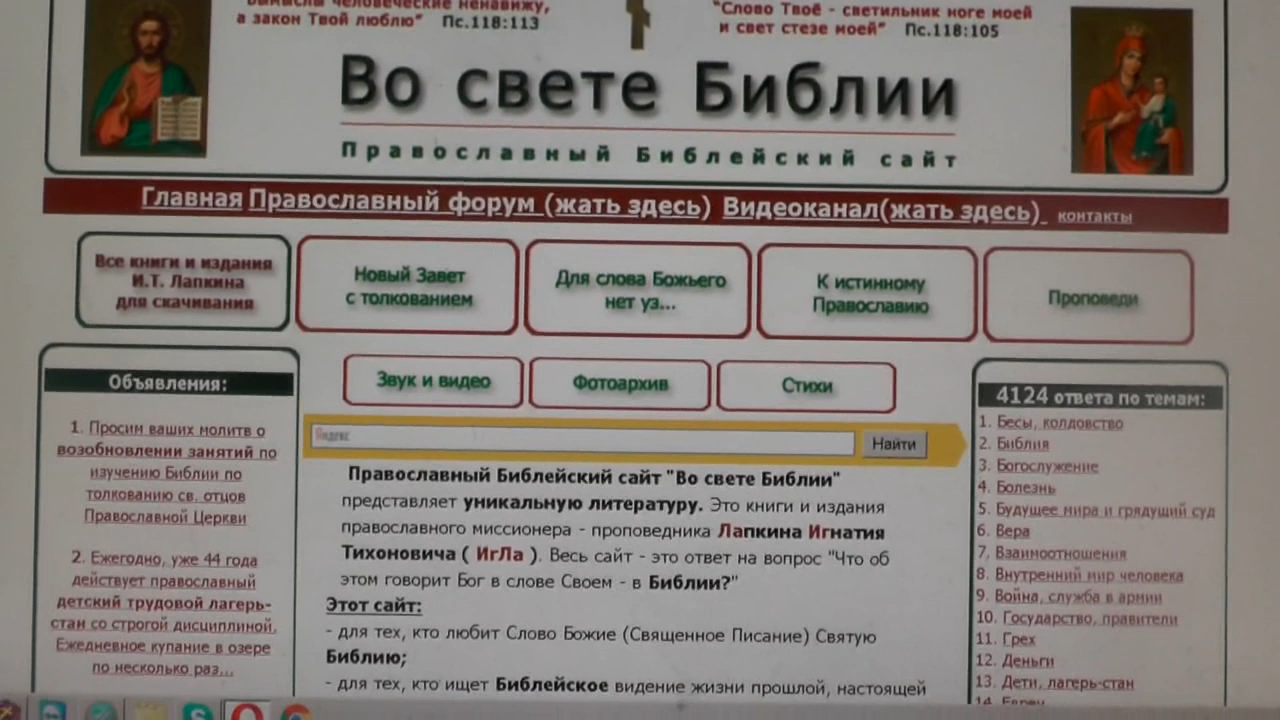 Вымыслы человеческие ненавижу,
а закон Твой люблю" Пс.118:113
"Слово Твоё - светильник ноге моей
и свет стезе моей" Пс.118:105
Во свете Библии
Православный Библейский сайт
Главная Православный форум (жать здесь) Видеоканал(жать здесь) контакты
Все книги и издания
И.Т. Лапкина
для скачивания
Новый Завет
с толкованием
Для слова Божьего
нет уз...
К истинному
Православию
Проповеди
Звук и видео
Фотоархив
Стихи
Объявления:
1. Просим ваших молитв о
возобновлении занятий по
изучению Библии по
толкованию св. отцов
Православной Церкви
2. Ежегодно, уже 44 года
действует православный
детский трудовой лагерь-
стан со строгой дисциплиной.
Ежедневное купание в озере
по несколько раз...
Яндекс
Найти
Православный Библейский сайт "Во свете Библии"
представляет уникальную литературу. Это книги и издания
православного миссионера - проповедника Лапкина Игнатия
Тихоновича ( ИгЛа ). Весь сайт - это ответ на вопрос "Что об
этом говорит Бог в слове Своем - в Библии?"
Этот сайт:
- для тех, кто любит Слово Божие (Священное Писание) Святую
Библию;
- для тех, кто ищет Библейское видение жизни прошлой, настоящей
4124 ответа по темам:
1. Бесы, колдовство
2. Библия
3. Богослужение
4. Болезнь
5. Будущее мира и грядущий суд
6. Вера
7. Взаимоотношения
8. Внутренний мир человека
9. Война, служба в армии
10. Государство, правители
11. Грех
12. Деньги
13. Дети, лагерь-стан
14. Евреи